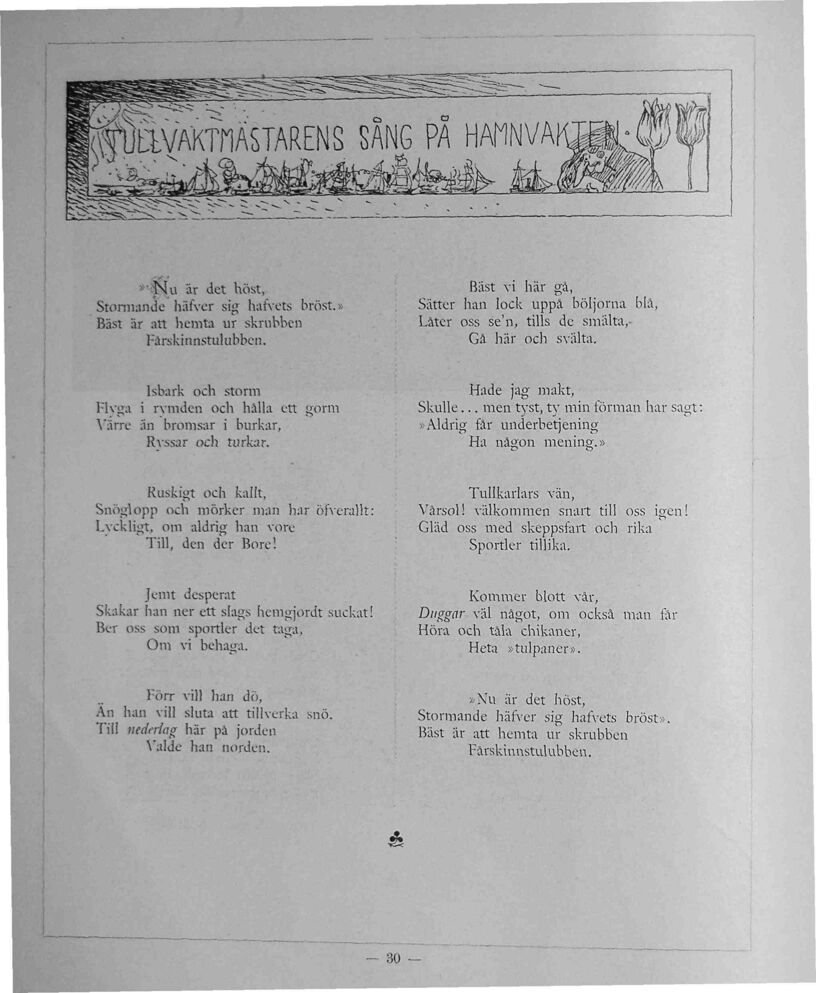 TULLVAKTMÄSTARENS SÅNG PÅ HAMNVAKTEN.
»Nu är det höst,
Stormande häfver sig hafvets bröst.»
Bäst är att hemta ur skrubben
Fårskinnstulubben.
Isbark och storm
Flyga i rymden och hålla ett gorm
Värre än bromsar i burkar,
Ryssar och turkar.
Ruskigt och kallt,
Snöglopp och mörker man har öfverallt:
Lyckligt, om aldrig han vore
Till, den der Bore!
Jemt desperat
Skakar han ner ett slags hemgjordt suckat!
Ber oss som sportler det taga,
Om vi behaga.
Förr vill han dö,
Än han vill sluta att tillverka snö.
Till nederlag här på jorden
Valde han norden.
Bäst vi här gå,
Sätter han lock uppå böljorna blå,
Låter oss se'n, tills de smälta,
Gå här och svälta.
Hade jag makt,
Skulle... men tyst, ty min förman har sagt:
»Aldrig får underbetjening
Ha någon mening.»
Tullkarlars vän,
Vårsol! välkommen snart till oss igen!
Gläd oss med skeppsfart och rika
Sportler tillika.
Kommer blott vår,
Duggar väl något, om också man får
Höra och tåla chikaner,
Heta »tulpaner».
»Nu är det höst,
Stormande häfver sig hafvets bröst».
Bäst är att hemta ur skrubben
Fårskinnstulubben.
— 30 —